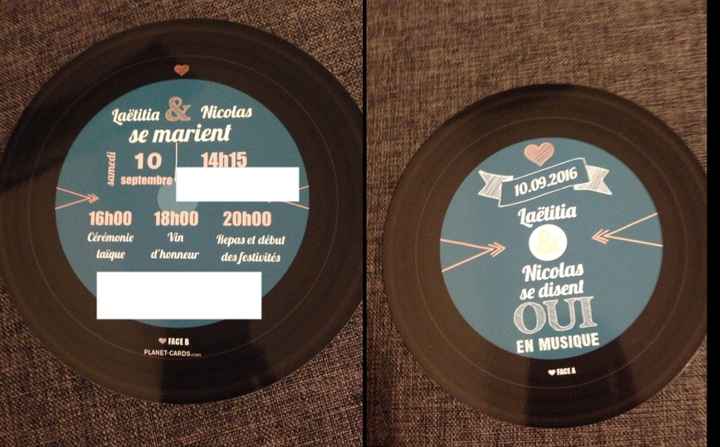 Laëtitia & Nicolas
se marient
samedi
10
septembre
14h15
16h00
Cérémonie
laïque
18h00
Vin
d'honneur
20h00
Repas et début
des festivités
FACE B
PLANET-CARDS.com
10.09.2016
Laëtitia
&
Nicolas
se disent
OUI
EN MUSIQUE
FACE A